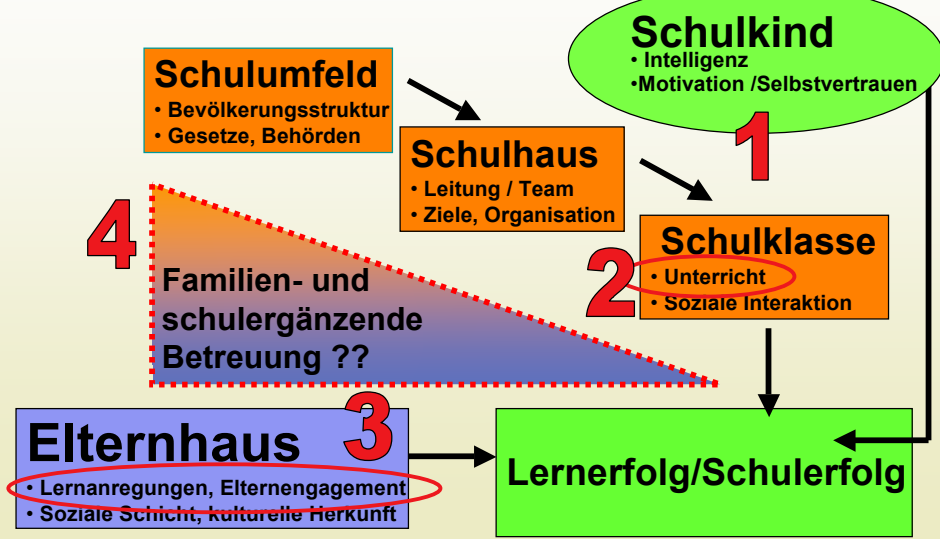 Schulkind
• Intelligenz
•Motivation /Selbstvertrauen
1
Schulumfeld
• Bevölkerungsstruktur
• Gesetze, Behörden
Schulhaus
• Leitung / Team
• Ziele, Organisation
2
Schulklasse
• Unterricht
• Soziale Interaktion
4
Familien- und
schulergänzende
Betreuung ??
3
Elternhaus
• Lernanregungen, Elternengagement
• Soziale Schicht, kulturelle Herkunft
Lernerfolg/Schulerfolg